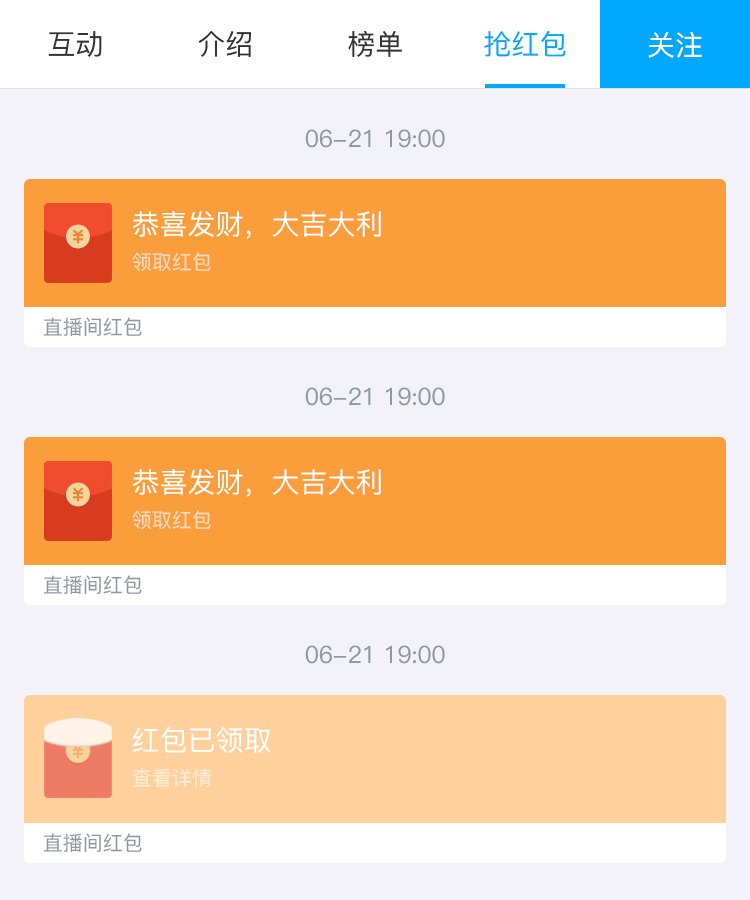 互动 介绍 榜单 抢红包 关注
06-21 19:00
¥
恭喜发财，大吉大利
领取红包
直播间红包
06-21 19:00
¥
恭喜发财，大吉大利
领取红包
直播间红包
06-21 19:00
¥
红包已领取
查看详情
直播间红包